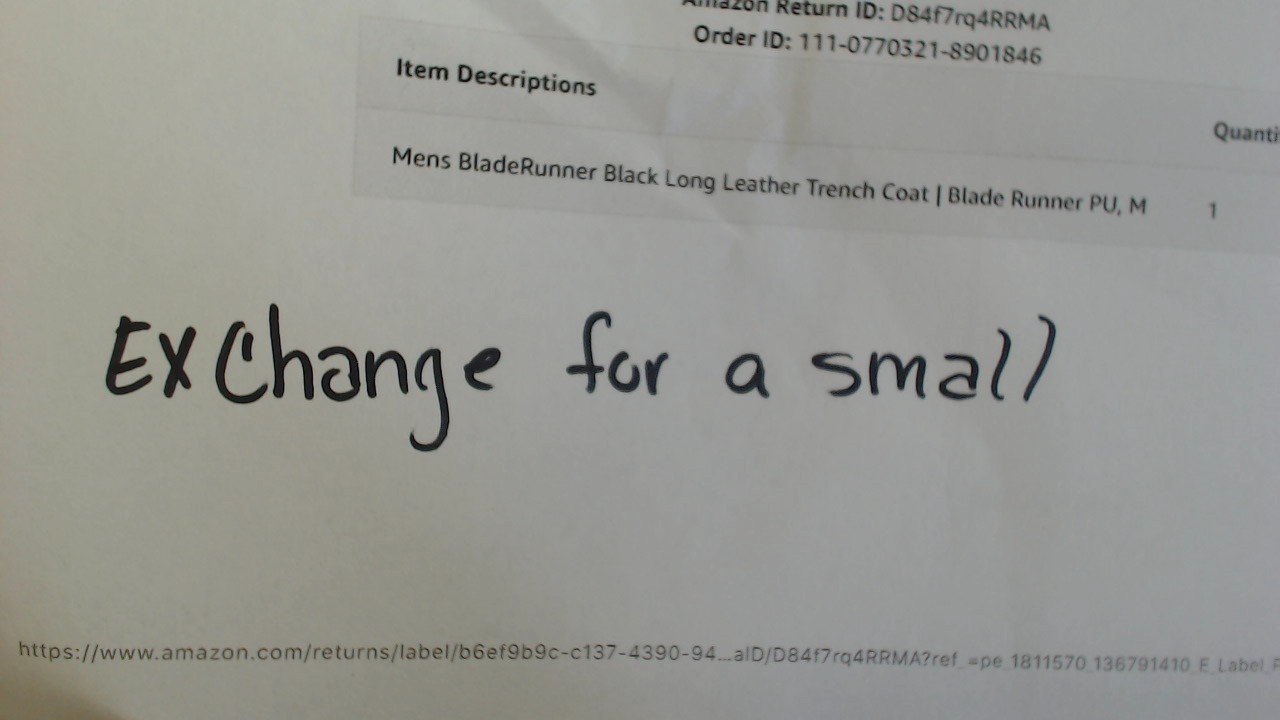 Amazon Return ID: D84f7rq4RRMA
Order ID: 111-0770321-8901846
Item Descriptions
Quanti
Mens BladeRunner Black Long Leather Trench Coat | Blade Runner PU, M 1
Exchange for a small
https://www.amazon.com/returns/label/b6ef9b9c-c137-4390-94...alD/D84f7rq4RRMA?ref_=pe_1811570_136791410_E_Label_